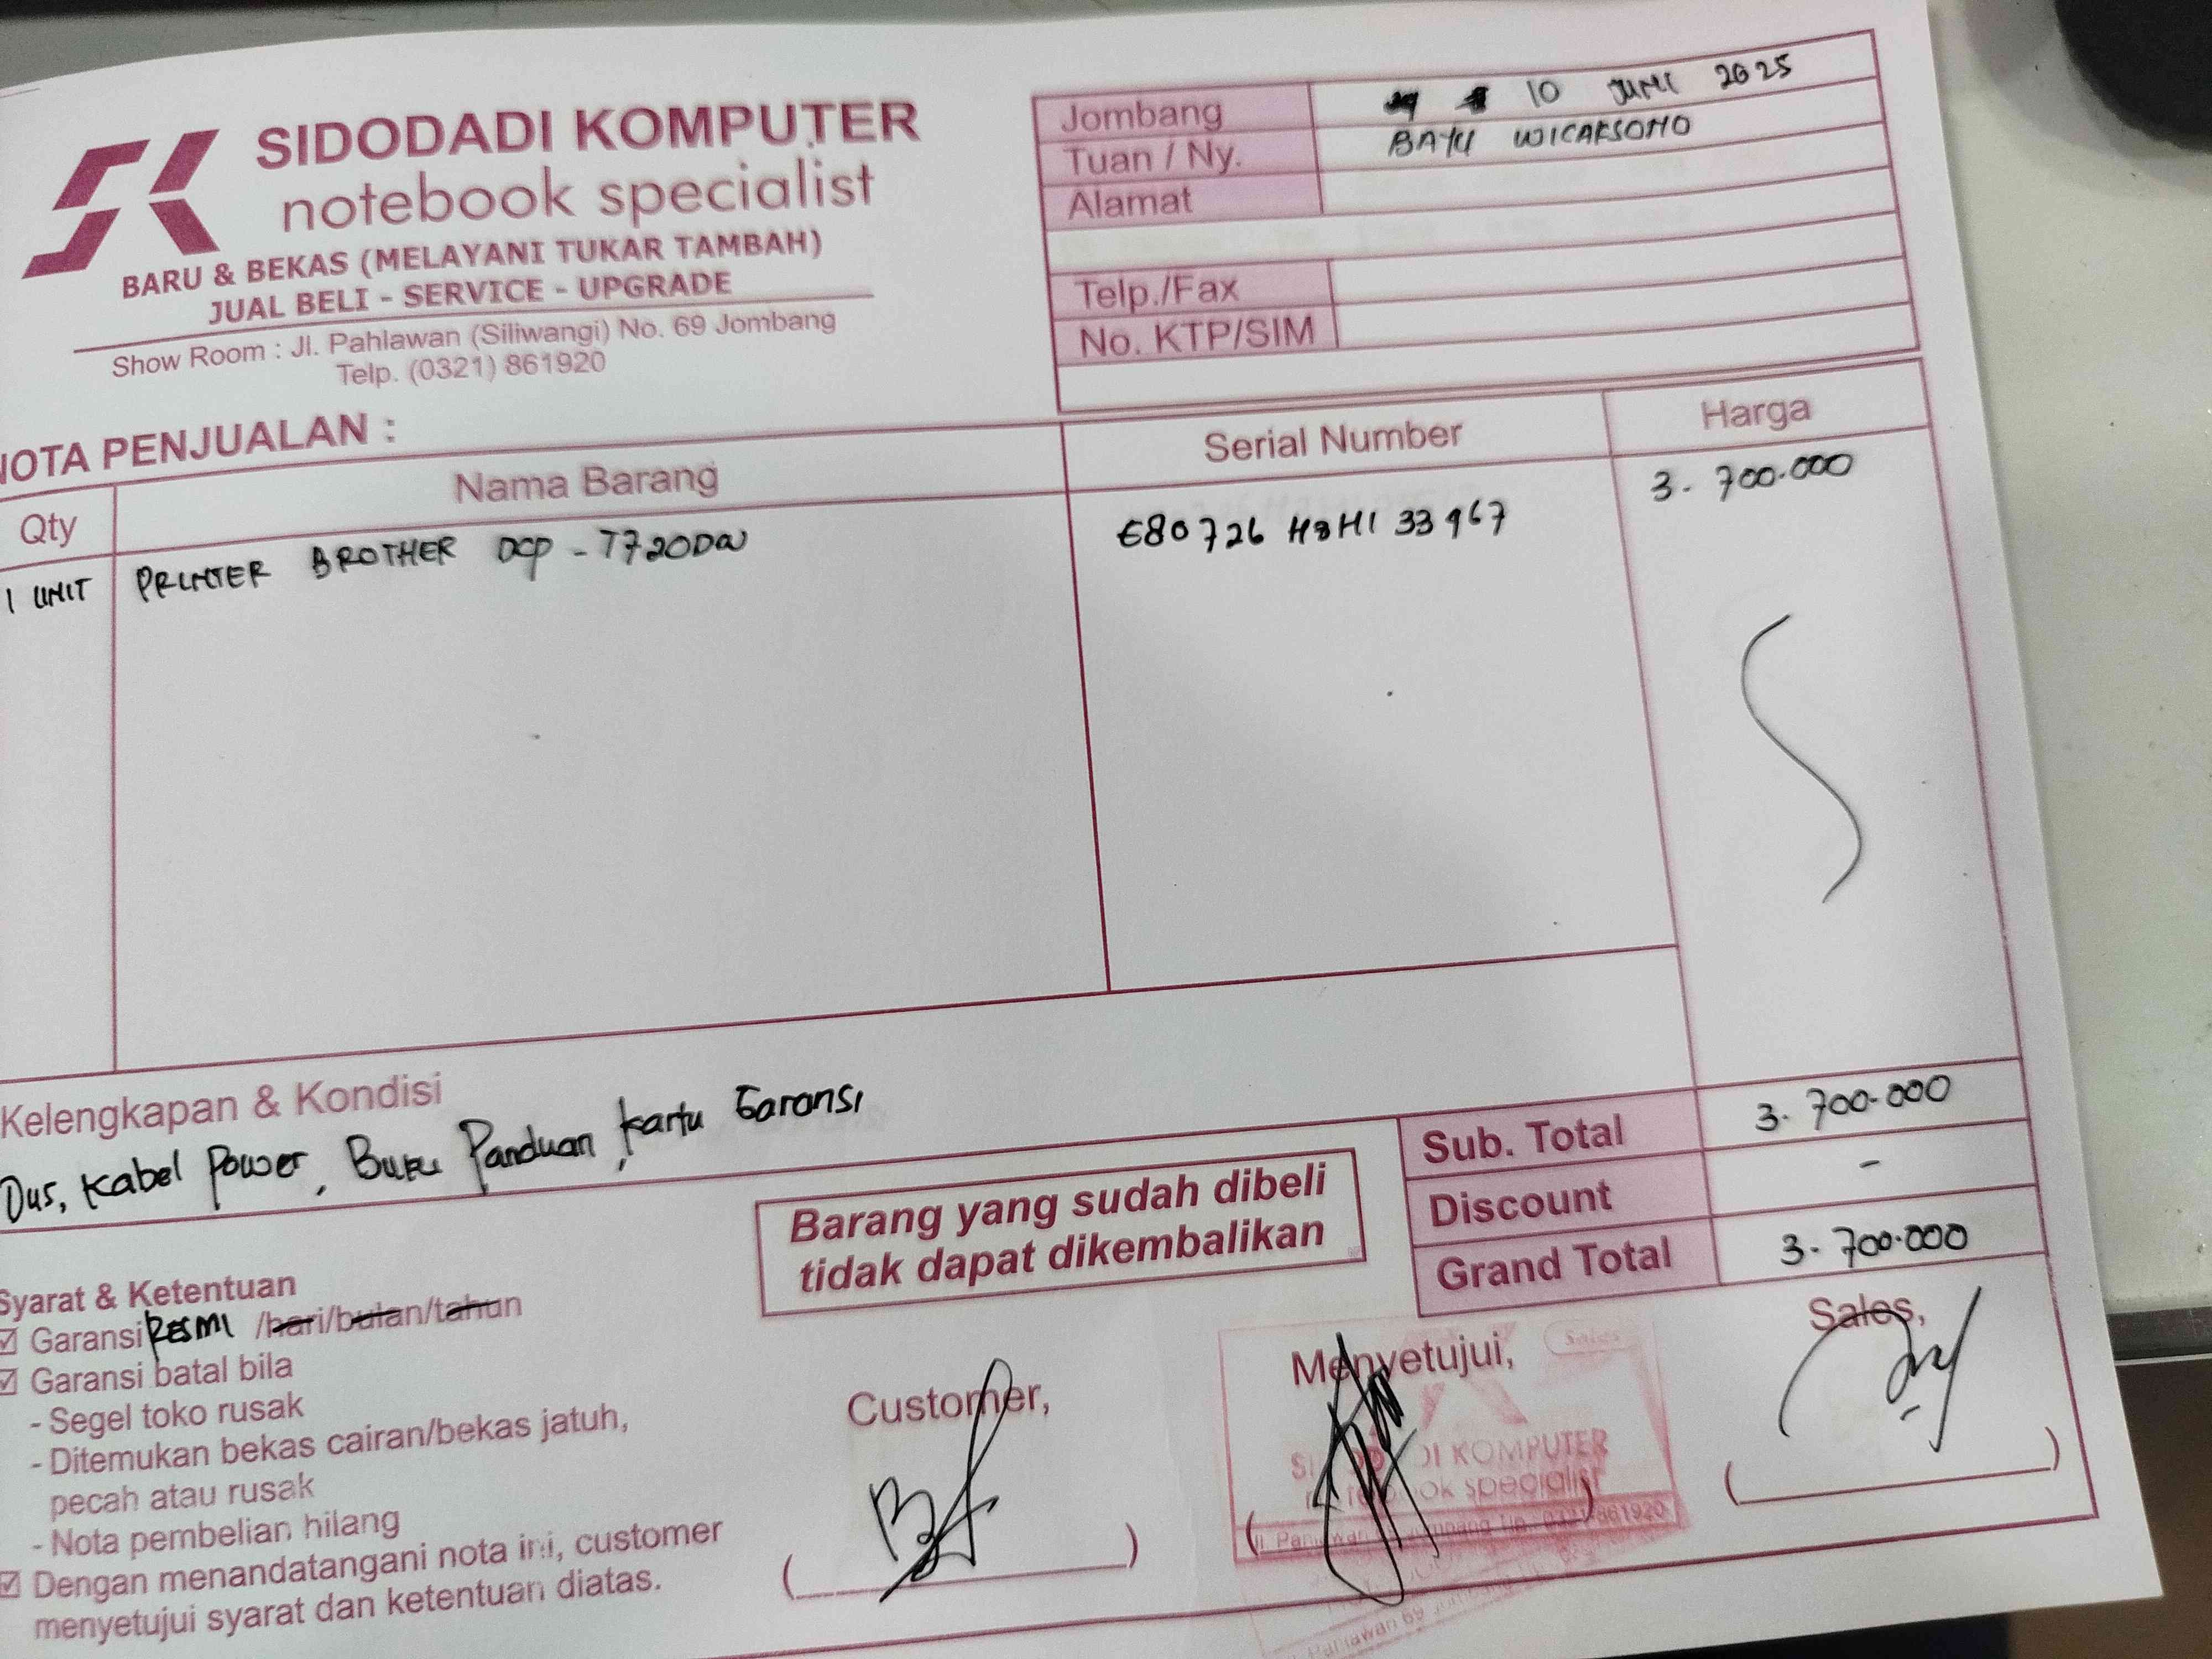 SIDODADI KOMPUTER
notebook specialist
BARU & BEKAS (MELAYANI TUKAR TAMBAH)
JUAL BELI - SERVICE - UPGRADE
Show Room : Jl. Pahlawan (Siliwangi) No. 69 Jombang
Telp. (0321) 861920
Jombang 10 JUNI 2025
Tuan / Ny. BAYU WICAKSONO
Alamat
Telp./Fax
No. KTP/SIM
NOTA PENJUALAN :
Qty Nama Barang Serial Number Harga
1 UNIT PRINTER BROTHER DCP - T720DW E80726 H8H1 33967 3. 700.000
Kelengkapan & Kondisi
Dus, Kabel Power, Buku Panduan, Kartu Garansi
Sub. Total 3. 700.000
Discount -
Grand Total 3. 700.000
Barang yang sudah dibeli
tidak dapat dikembalikan
Syarat & Ketentuan
Garansi RESMI /hari/bulan/tahun
Garansi batal bila
- Segel toko rusak
- Ditemukan bekas cairan/bekas jatuh,
pecah atau rusak
- Nota pembelian hilang
Dengan menandatangani nota ini, customer
menyetujui syarat dan ketentuan diatas.
Customer,
Menyetujui,
Sales
KOMPUTER
specialist
861920
Sales,